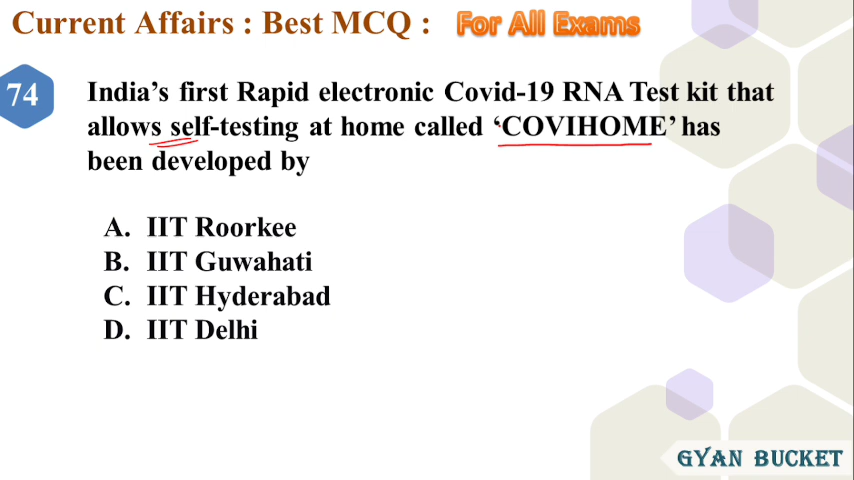 Current Affairs : Best MCQ : For All Exams
74
India’s first Rapid electronic Covid-19 RNA Test kit that
allows self-testing at home called ‘COVIHOME’ has
been developed by
A. IIT Roorkee
B. IIT Guwahati
C. IIT Hyderabad
D. IIT Delhi
GYAN BUCKET